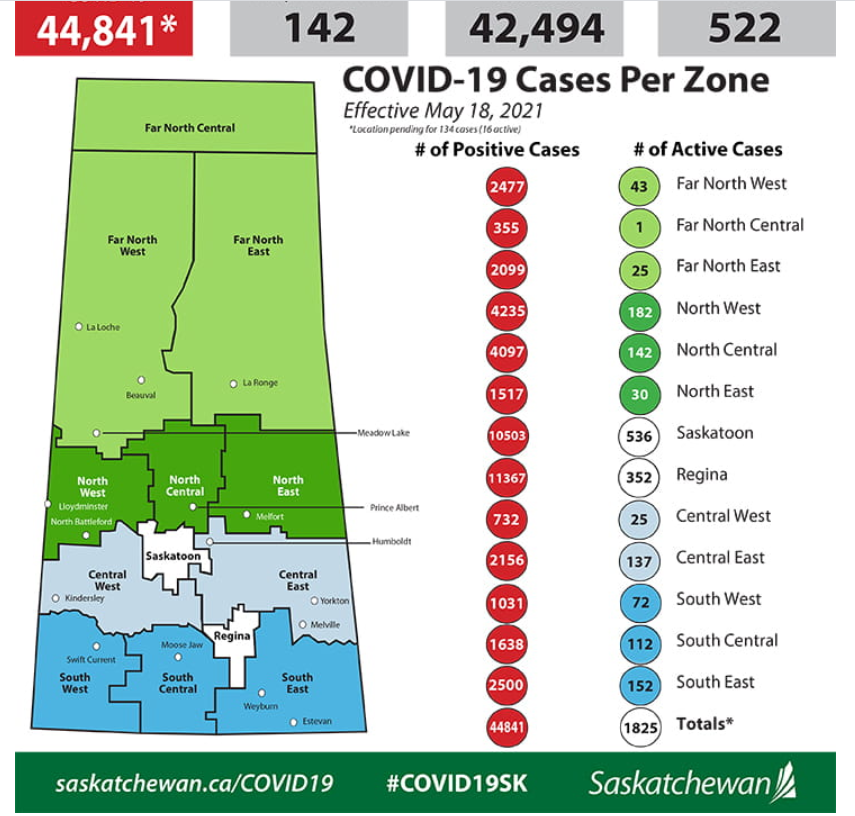 44,841*
142
42,494
522
COVID-19 Cases Per Zone
Effective May 18, 2021
*Location pending for 134 cases (16 active)
# of Positive Cases
# of Active Cases
2477 43 Far North West
355 1 Far North Central
2099 25 Far North East
4235 182 North West
4097 142 North Central
1517 30 North East
10503 536 Saskatoon
11367 352 Regina
732 25 Central West
2156 137 Central East
1031 72 South West
1638 112 South Central
2500 152 South East
44841 1825 Totals*
Far North Central
Far North
West
Far North
East
La Loche
Beauval
La Ronge
Meadow Lake
North
West
North
Central
North
East
Lloydminster
Prince Albert
North Battleford
Melfort
Humboldt
Saskatoon
Central
West
Central
East
Kindersley
Yorkton
Melville
Regina
Moose Jaw
Swift Current
South
West
South
Central
South
East
Weyburn
Estevan
saskatchewan.ca/COVID19
#COVID19SK
Saskatchewan